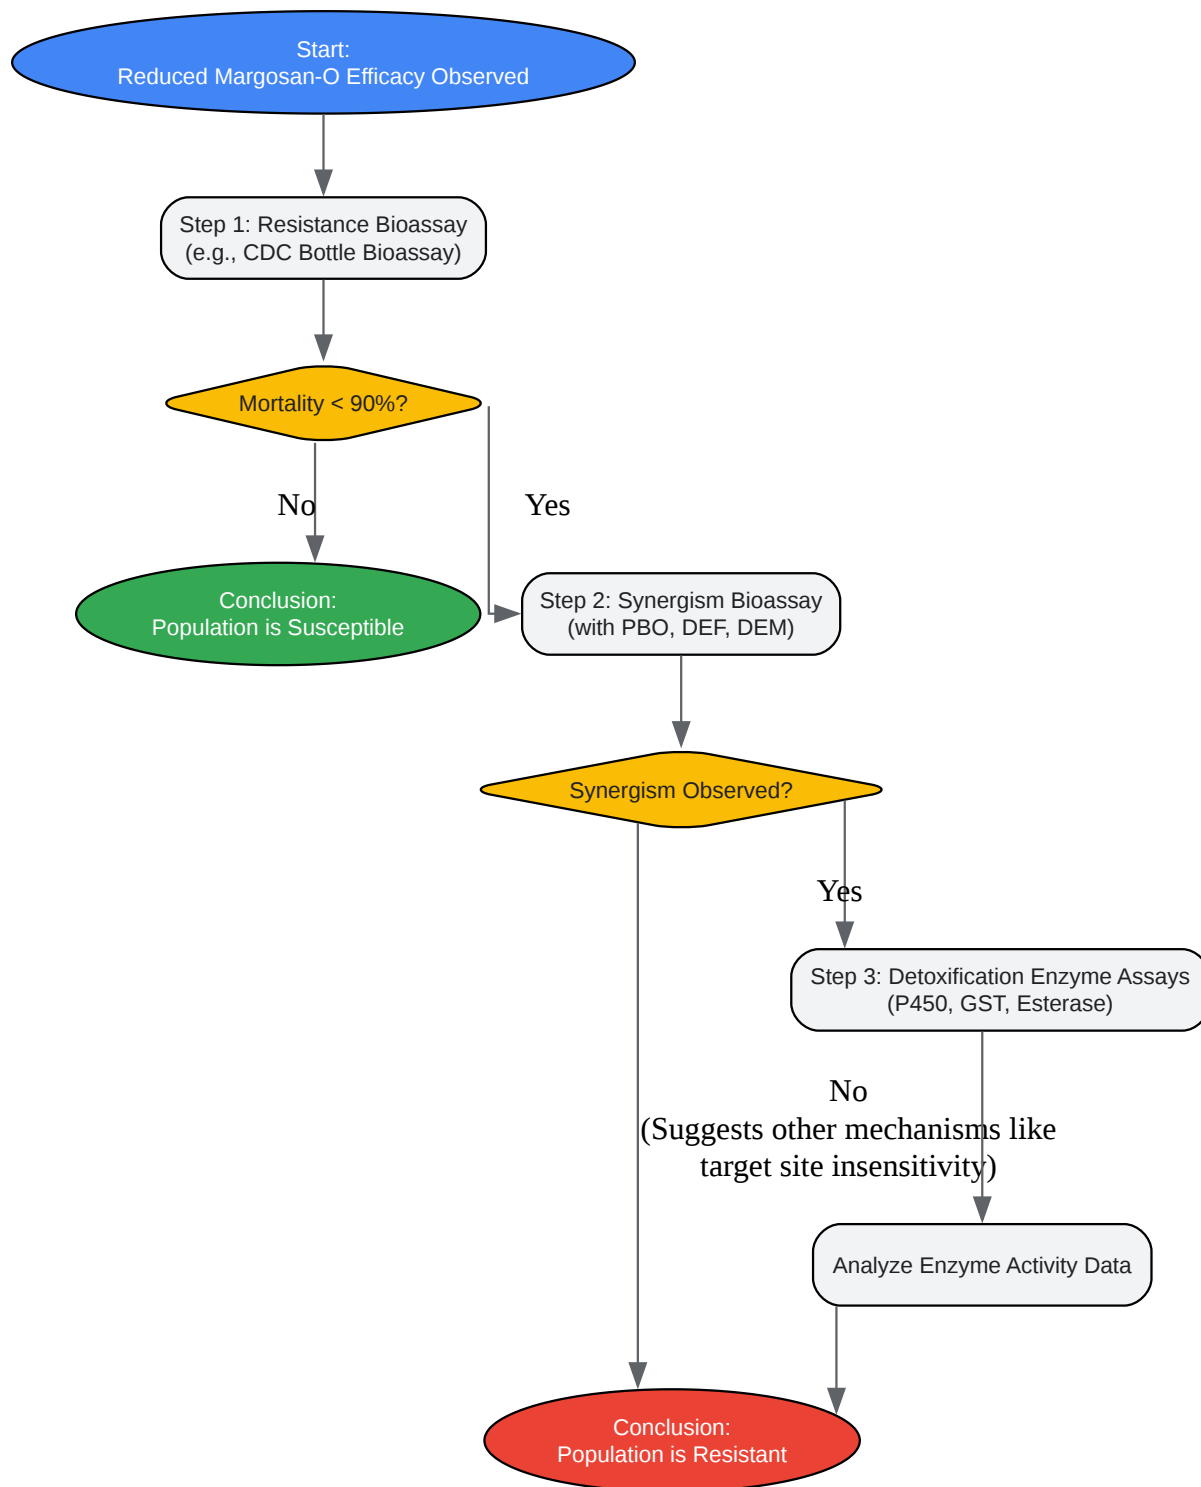 Start:
Reduced Margosan-O Efficacy Observed
Step 1: Resistance Bioassay
(e.g., CDC Bottle Bioassay)
Mortality < 90%?
No
Yes
Conclusion:
Population is Susceptible
Step 2: Synergism Bioassay
(with PBO, DEF, DEM)
Synergism Observed?
Yes
Step 3: Detoxification Enzyme Assays
(P450, GST, Esterase)
No
(Suggests other mechanisms like
target site insensitivity)
Analyze Enzyme Activity Data
Conclusion:
Population is Resistant